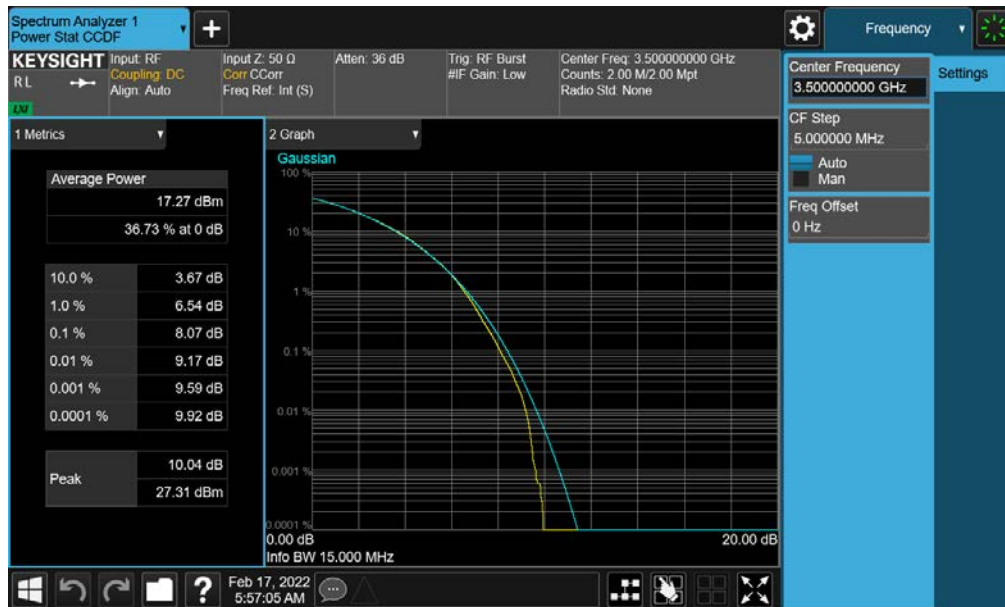 Spectrum Analyzer 1
Power Stat CCDF
+
Frequency
KEYSIGHT
RL
LXI
Input: RF
Coupling: DC
Align: Auto
Input Z: 50 Ω
Corr CCorr
Freq Ref: Int (S)
Atten: 36 dB
Trig: RF Burst
#IF Gain: Low
Center Freq: 3.500000000 GHz
Counts: 2.00 M/2.00 Mpt
Radio Std: None
Center Frequency
3.500000000 GHz
Settings
CF Step
5.000000 MHz
Auto
Man
Freq Offset
0 Hz
1 Metrics
Average Power
17.27 dBm
36.73 % at 0 dB
10.0 % 3.67 dB
1.0 % 6.54 dB
0.1 % 8.07 dB
0.01 % 9.17 dB
0.001 % 9.59 dB
0.0001 % 9.92 dB
Peak
10.04 dB
27.31 dBm
2 Graph
Gaussian
100 %
10 %
1 %
0.1 %
0.01 %
0.001 %
0.0001 %
0.00 dB 20.00 dB
Info BW 15.000 MHz
?
Feb 17, 2022
5:57:05 AM